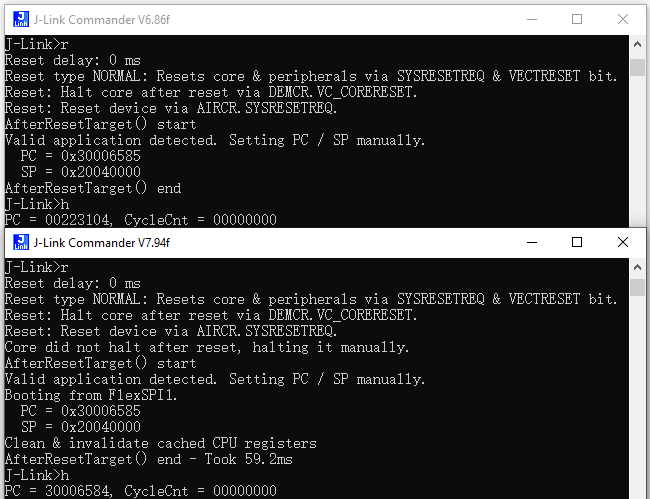 J-Link Commander V6.86f
J-Link>r
Reset delay: 0 ms
Reset type NORMAL: Resets core & peripherals via SYSRESETREQ & VECTRESET bit.
Reset: Halt core after reset via DEMCR.VC_CORERESET.
Reset: Reset device via AIRCR.SYSRESETREQ.
AfterResetTarget() start
Valid application detected. Setting PC / SP manually.
  PC = 0x30006585
  SP = 0x20040000
AfterResetTarget() end
J-Link>h
PC = 00223104, CycleCnt = 00000000
J-Link Commander V7.94f
J-Link>r
Reset delay: 0 ms
Reset type NORMAL: Resets core & peripherals via SYSRESETREQ & VECTRESET bit.
Reset: Halt core after reset via DEMCR.VC_CORERESET.
Reset: Reset device via AIRCR.SYSRESETREQ.
Core did not halt after reset, halting it manually.
AfterResetTarget() start
Valid application detected. Setting PC / SP manually.
Booting from FlexSPI1.
  PC = 0x30006585
  SP = 0x20040000
Clean & invalidate cached CPU registers
AfterResetTarget() end - Took 59.2ms
J-Link>h
PC = 30006584, CycleCnt = 00000000